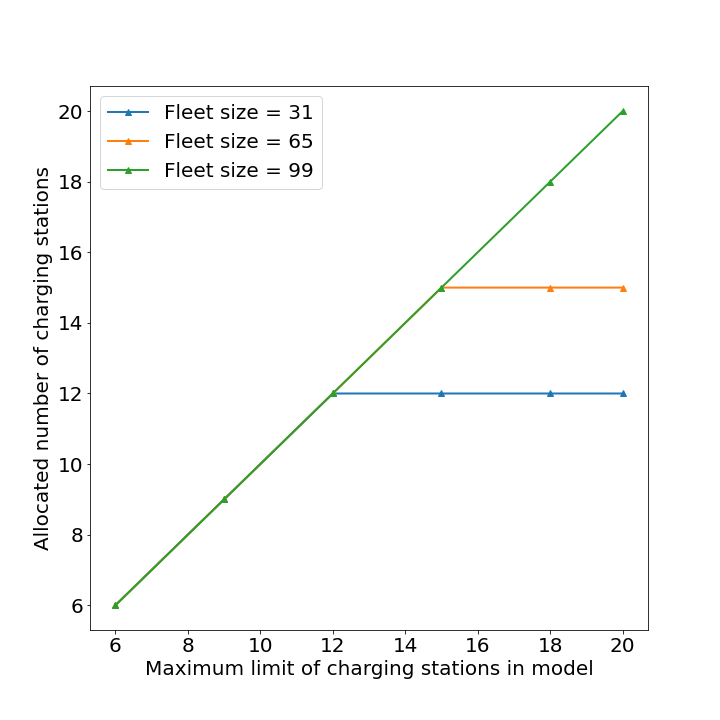 Fleet size = 31
Fleet size = 65
Fleet size = 99
Allocated number of charging stations
20
18
16
14
12
10
8
6
6 8 10 12 14 16 18 20
Maximum limit of charging stations in model